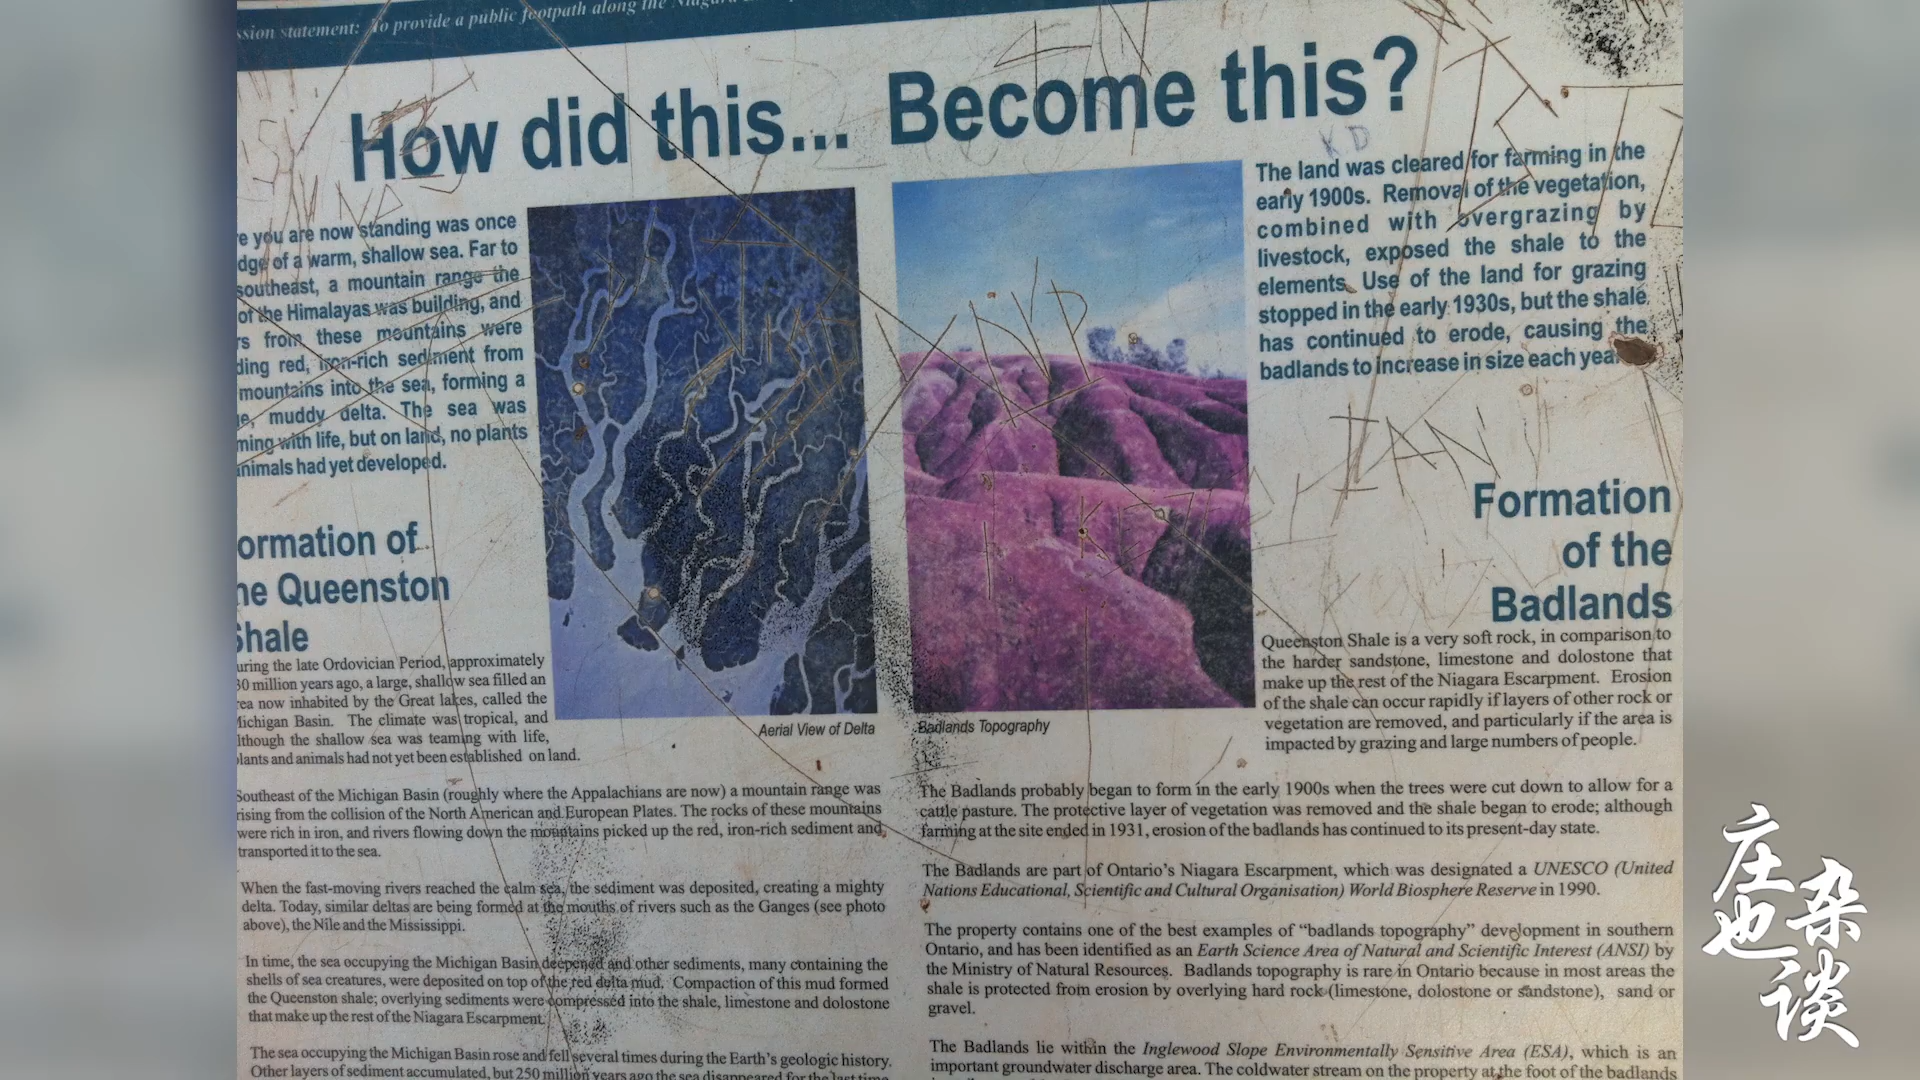 ssion statement: To provide a public footpath along the Niagara
How did this... Become this?
e you are now standing was once
dge of a warm, shallow sea. Far to
southeast, a mountain range the
of the Himalayas was building, and
rs from these mountains were
ding red, iron-rich sediment from
mountains into the sea, forming a
e, muddy delta. The sea was
ming with life, but on land, no plants
animals had yet developed.
ormation of
he Queenston
Shale
uring the late Ordovician Period, approximately
30 million years ago, a large, shallow sea filled an
rea now inhabited by the Great lakes, called the
Michigan Basin. The climate was tropical, and
lthough the shallow sea was teaming with life,
plants and animals had not yet been established on land.
Southeast of the Michigan Basin (roughly where the Appalachians are now) a mountain range was
rising from the collision of the North American and European Plates. The rocks of these mountains
were rich in iron, and rivers flowing down the mountains picked up the red, iron-rich sediment and
transported it to the sea.
When the fast-moving rivers reached the calm sea, the sediment was deposited, creating a mighty
delta. Today, similar deltas are being formed at the mouths of rivers such as the Ganges (see photo
above), the Nile and the Mississippi.
In time, the sea occupying the Michigan Basin deepened and other sediments, many containing the
shells of sea creatures, were deposited on top of the red delta mud. Compaction of this mud formed
the Queenston shale; overlying sediments were compressed into the shale, limestone and dolostone
that make up the rest of the Niagara Escarpment.
The sea occupying the Michigan Basin rose and fell several times during the Earth's geologic history.
Other layers of sediment accumulated, but 250 million years ago the sea disappeared for the last time
Aerial View of Delta
Badlands Topography
KD
The land was cleared for farming in the
early 1900s. Removal of the vegetation,
combined with overgrazing by
livestock, exposed the shale to the
elements. Use of the land for grazing
stopped in the early 1930s, but the shale
has continued to erode, causing the
badlands to increase in size each year
Formation
of the
Badlands
Queenston Shale is a very soft rock, in comparison to
the harder sandstone, limestone and dolostone that
make up the rest of the Niagara Escarpment. Erosion
of the shale can occur rapidly if layers of other rock or
vegetation are removed, and particularly if the area is
impacted by grazing and large numbers of people.
The Badlands probably began to form in the early 1900s when the trees were cut down to allow for a
cattle pasture. The protective layer of vegetation was removed and the shale began to erode; although
farming at the site ended in 1931, erosion of the badlands has continued to its present-day state.
The Badlands are part of Ontario's Niagara Escarpment, which was designated a UNESCO (United
Nations Educational, Scientific and Cultural Organisation) World Biosphere Reserve in 1990.
The property contains one of the best examples of "badlands topography" development in southern
Ontario, and has been identified as an Earth Science Area of Natural and Scientific Interest (ANSI) by
the Ministry of Natural Resources. Badlands topography is rare in Ontario because in most areas the
shale is protected from erosion by overlying hard rock (limestone, dolostone or sandstone), sand or
gravel.
The Badlands lie within the Inglewood Slope Environmentally Sensitive Area (ESA), which is an
important groundwater discharge area. The coldwater stream on the property at the foot of the badlands
庄也杂谈